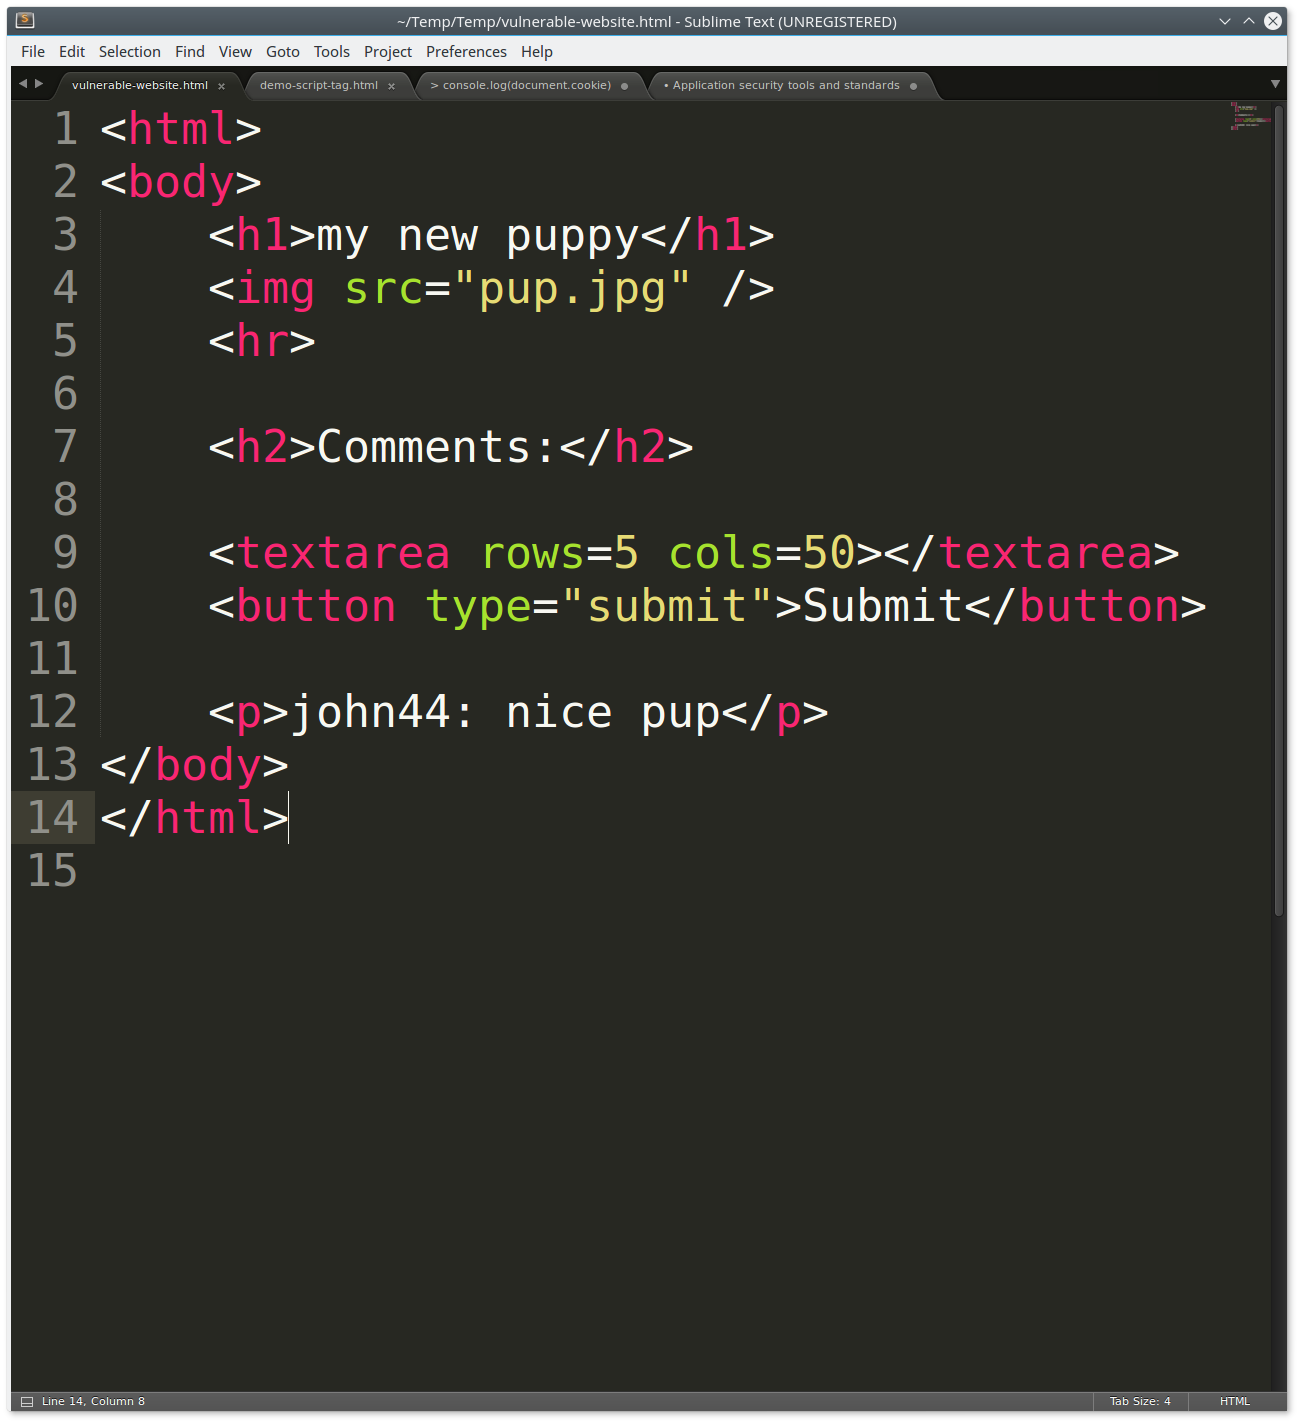 ~/Temp/Temp/vulnerable-website.html - Sublime Text (UNREGISTERED)
File Edit Selection Find View Goto Tools Project Preferences Help
vulnerable-website.html × demo-script-tag.html × > console.log(document.cookie) • Application security tools and standards
1 <html>
2 <body>
3 <h1>my new puppy</h1>
4 <img src="pup.jpg" />
5 <hr>
6
7 <h2>Comments:</h2>
8
9 <textarea rows=5 cols=50></textarea>
10 <button type="submit">Submit</button>
11
12 <p>john44: nice pup</p>
13 </body>
14 </html>
15
Line 14, Column 8 Tab Size: 4 HTML